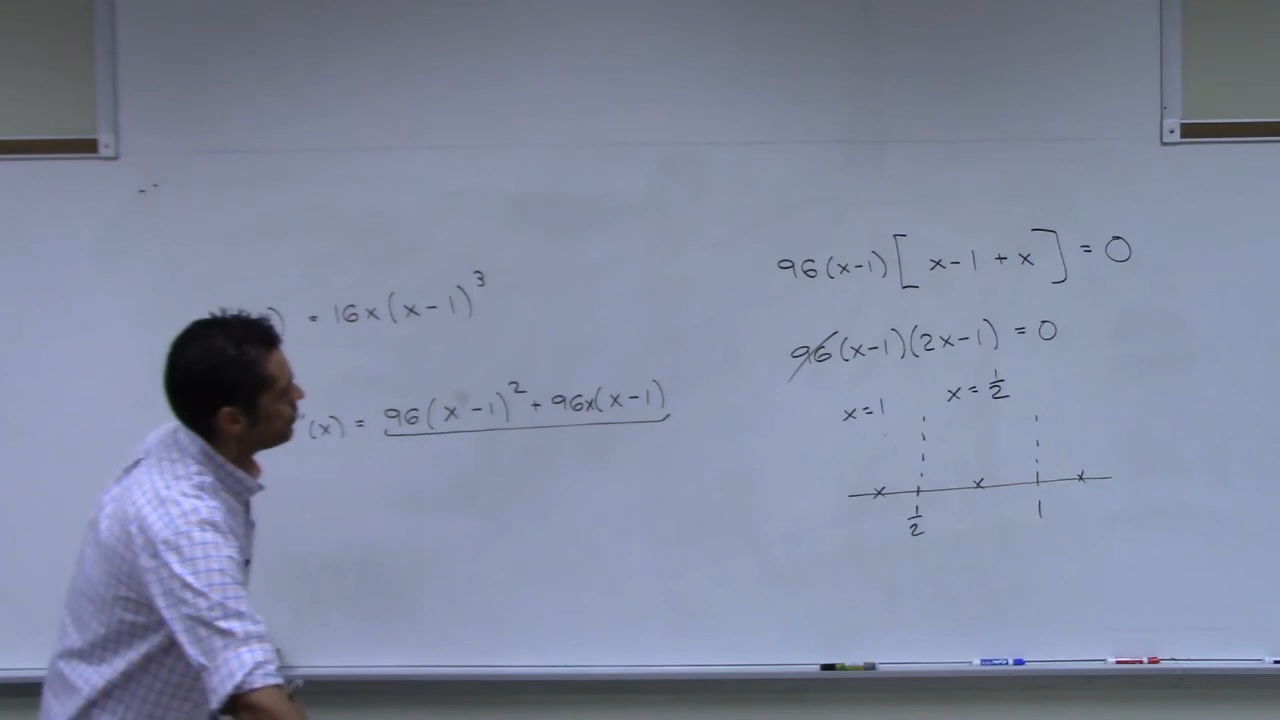 ) = 16x(x-1)^3
(x) = 96(x-1)^2 + 96x(x-1)
96(x-1)[x-1+x] = 0
96(x-1)(2x-1) = 0
x=1 x=1/2
x x x
1/2 1